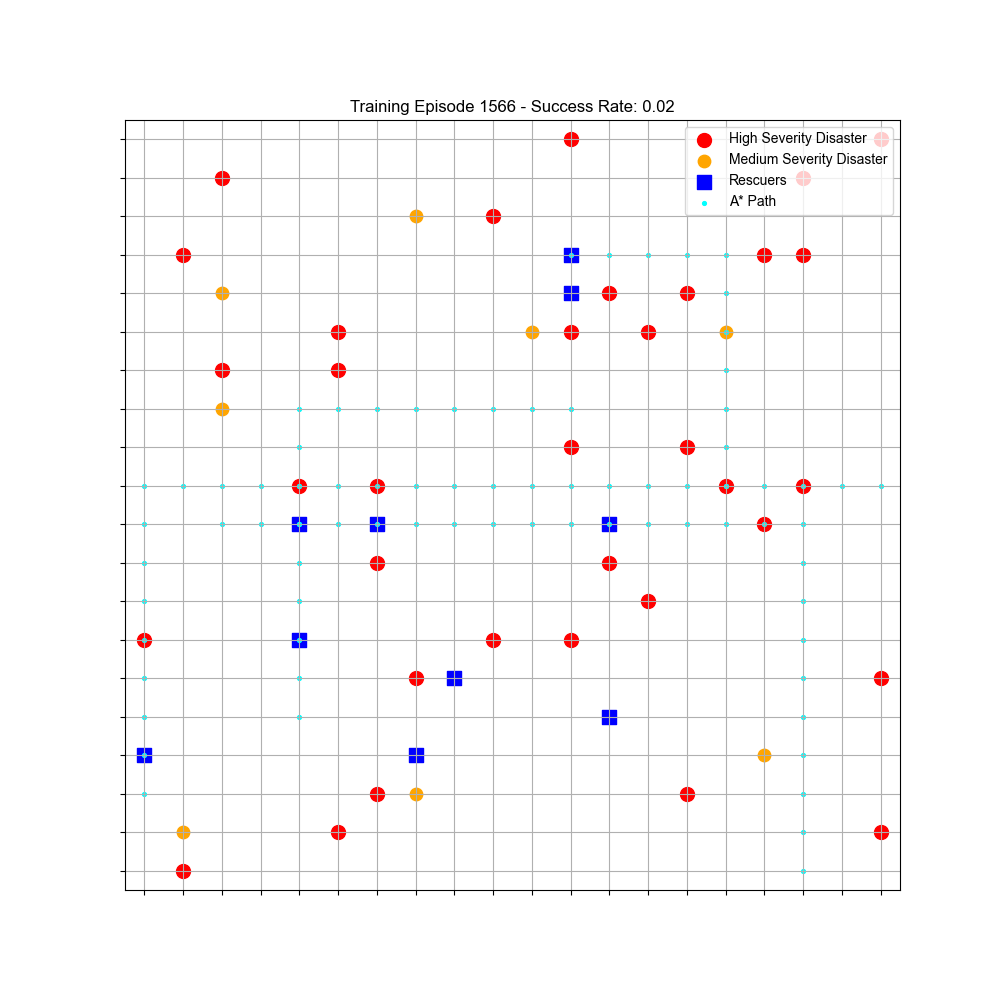 Training Episode 1566 - Success Rate: 0.02
High Severity Disaster
Medium Severity Disaster
Rescuers
A* Path